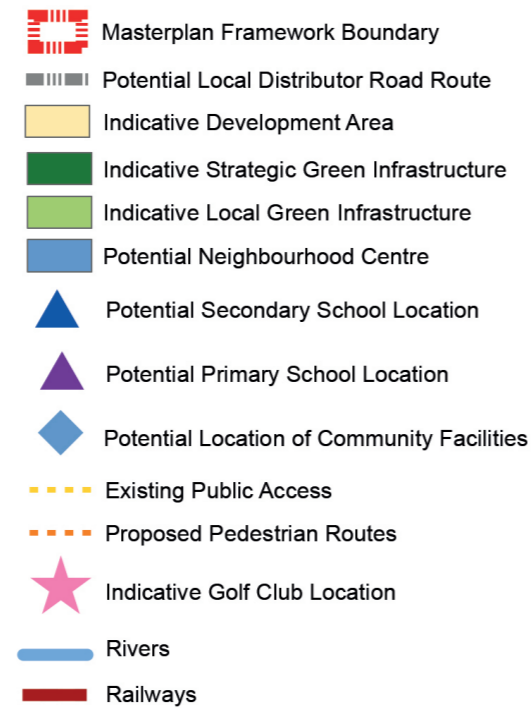 Masterplan Framework Boundary
Potential Local Distributor Road Route
Indicative Development Area
Indicative Strategic Green Infrastructure
Indicative Local Green Infrastructure
Potential Neighbourhood Centre
Potential Secondary School Location
Potential Primary School Location
Potential Location of Community Facilities
Existing Public Access
Proposed Pedestrian Routes
Indicative Golf Club Location
Rivers
Railways